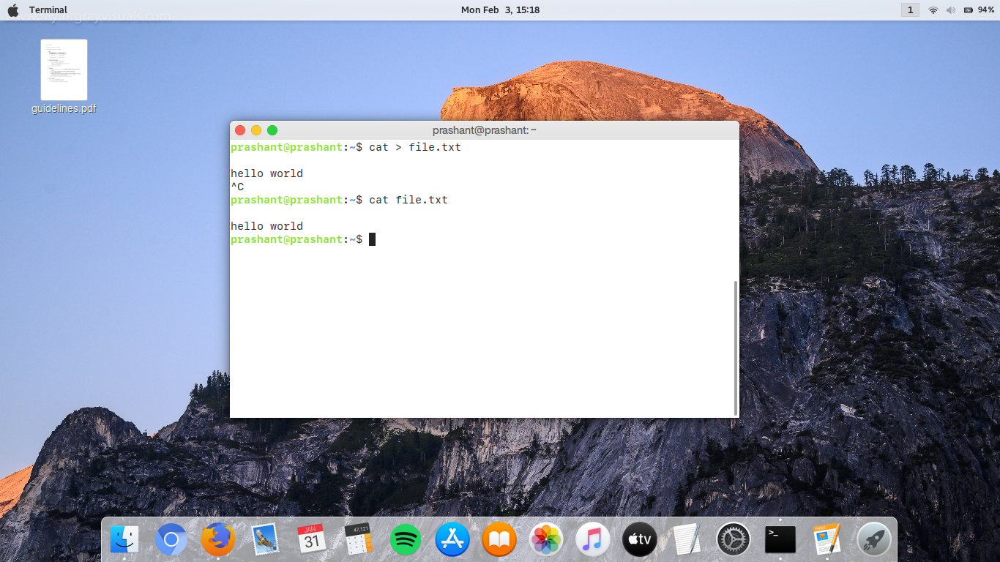 Terminal
Mon Feb 3, 15:18
1
94%
guidelines.pdf
prashant@prashant: ~
prashant@prashant:~$ cat > file.txt
hello world
^C
prashant@prashant:~$ cat file.txt
hello world
prashant@prashant:~$
JAN
31
47,121
tv
>_
PAGES